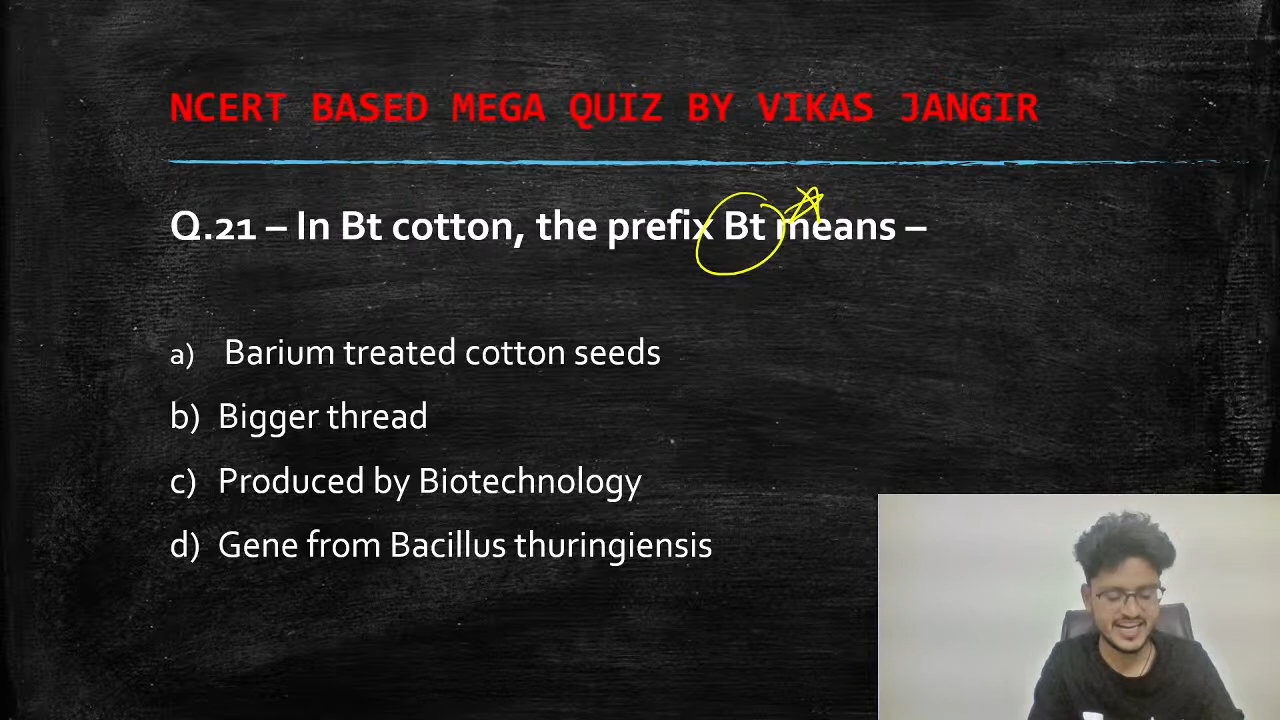 NCERT BASED MEGA QUIZ BY VIKAS JANGIR
Q.21 – In Bt cotton, the prefix Bt means –
a) Barium treated cotton seeds
b) Bigger thread
c) Produced by Biotechnology
d) Gene from Bacillus thuringiensis